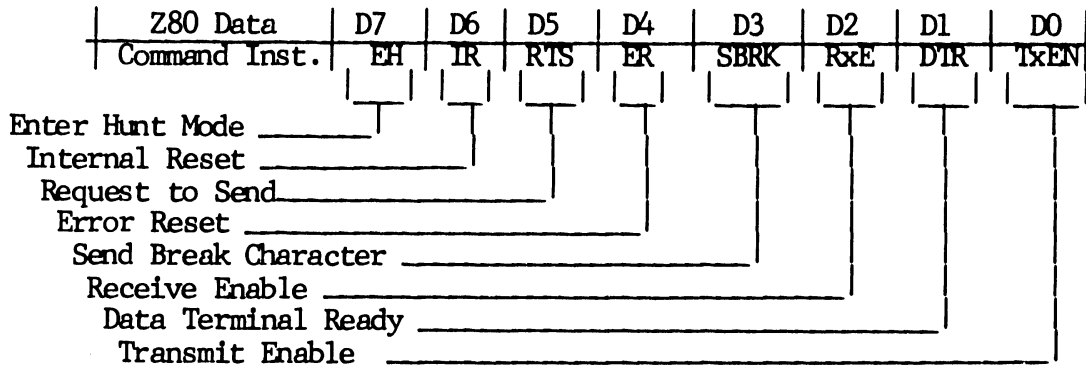 Z80 Data D7 D6 D5 D4 D3 D2 D1 D0
Command Inst. EH IR RTS ER SBRK RxE DTR TxEN
Enter Hunt Mode
Internal Reset
Request to Send
Error Reset
Send Break Character
Receive Enable
Data Terminal Ready
Transmit Enable